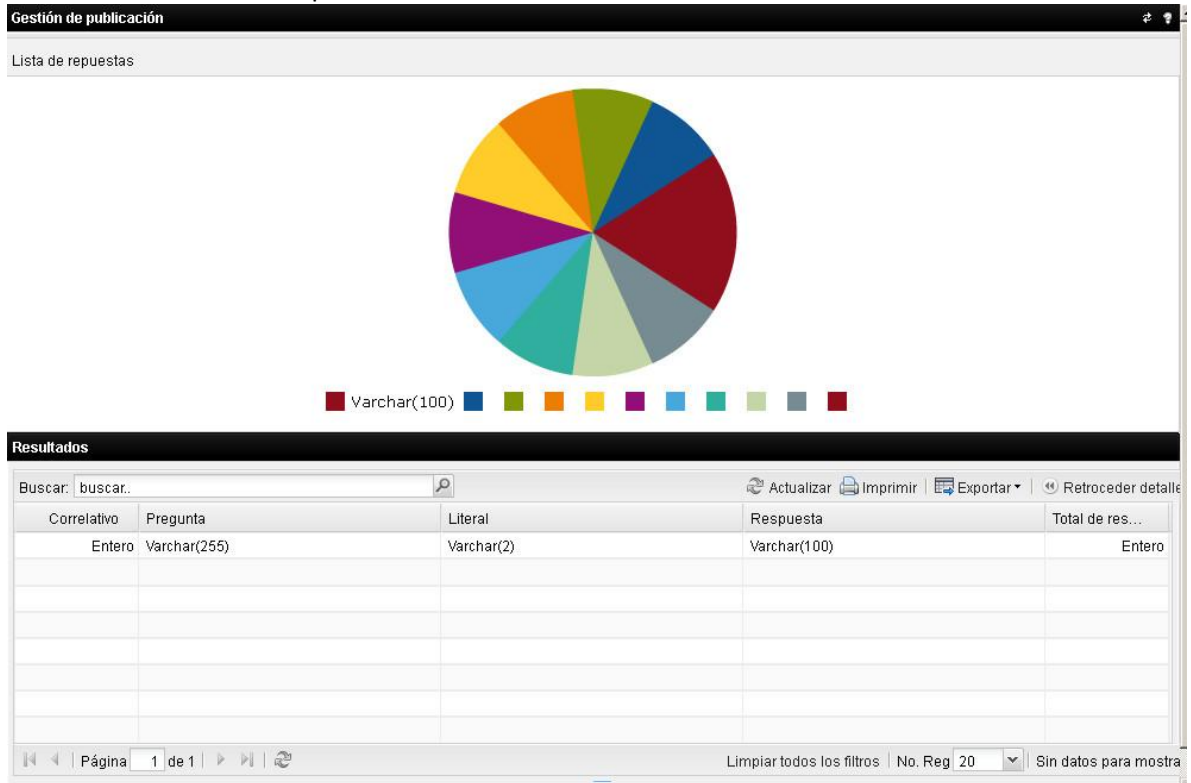 Gestión de publicación
Lista de repuestas
Varchar(100)
Resultados
Buscar: buscar.. Actualizar Imprimir Exportar Retroceder detalle
Correlativo Pregunta Literal Respuesta Total de res...
Entero Varchar(255) Varchar(2) Varchar(100) Entero
Página 1 de 1 Limpiar todos los filtros No. Reg 20 Sin datos para mostra